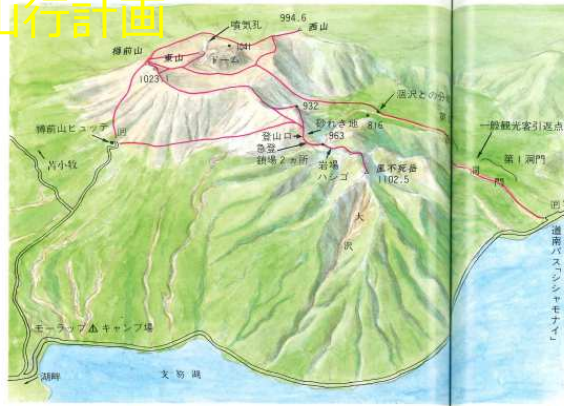 山行計画
994.6
噴気孔
西山
樽前山
1041
東山
ドーム
1023.1
涸沢との分岐
932
砂れき地
816
登山口
963
一般観光客引返点
樽前山ヒュッテ
急登
鎖場2ヵ所
岩場
ハシゴ
風不死岳
1102.5
第1洞門
洞
門
苫小牧
大
沢
道南バス「シシャモナイ」
モーラップ キャンプ場
湖畔
支笏湖